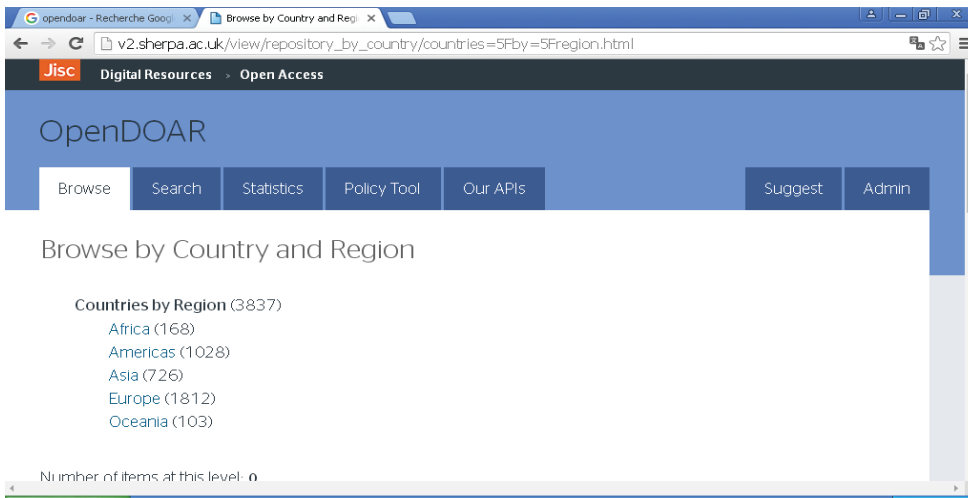 opendoar - Recherche Googl
Browse by Country and Regi
v2.sherpa.ac.uk/view/repository_by_country/countries=5Fby=5Fregion.html
Jisc Digital Resources > Open Access
OpenDOAR
Browse Search Statistics Policy Tool Our APIs Suggest Admin
Browse by Country and Region
Countries by Region (3837)
Africa (168)
Americas (1028)
Asia (726)
Europe (1812)
Oceania (103)
Number of items at this level: 0